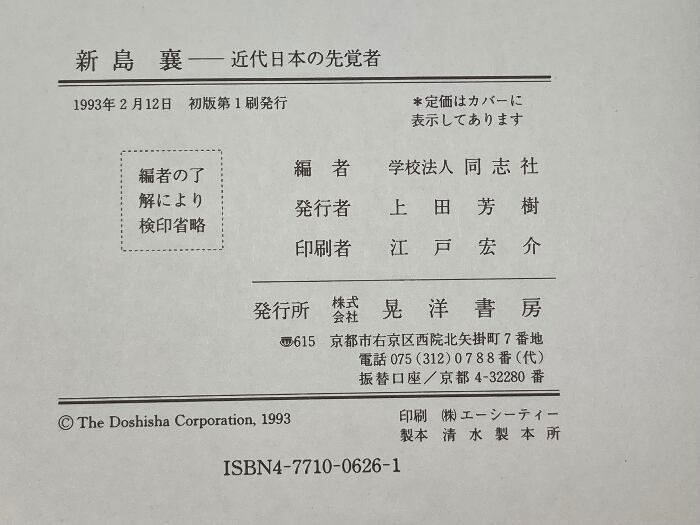 新島 襄──近代日本の先覚者
1993年2月12日 初版第1刷発行
＊定価はカバーに
表示してあります
編者の了
解により
検印省略
編 者 学校法人 同志社
発行者 上田芳樹
印刷者 江戸宏介
発行所 株式会社 晃洋書房
〠615 京都市右京区西院北矢掛町7番地
電話 075(312)0788番(代)
振替口座／京都 4-32280 番
© The Doshisha Corporation, 1993
印刷 (株)エーシーティー
製本 清水製本所
ISBN4-7710-0626-1